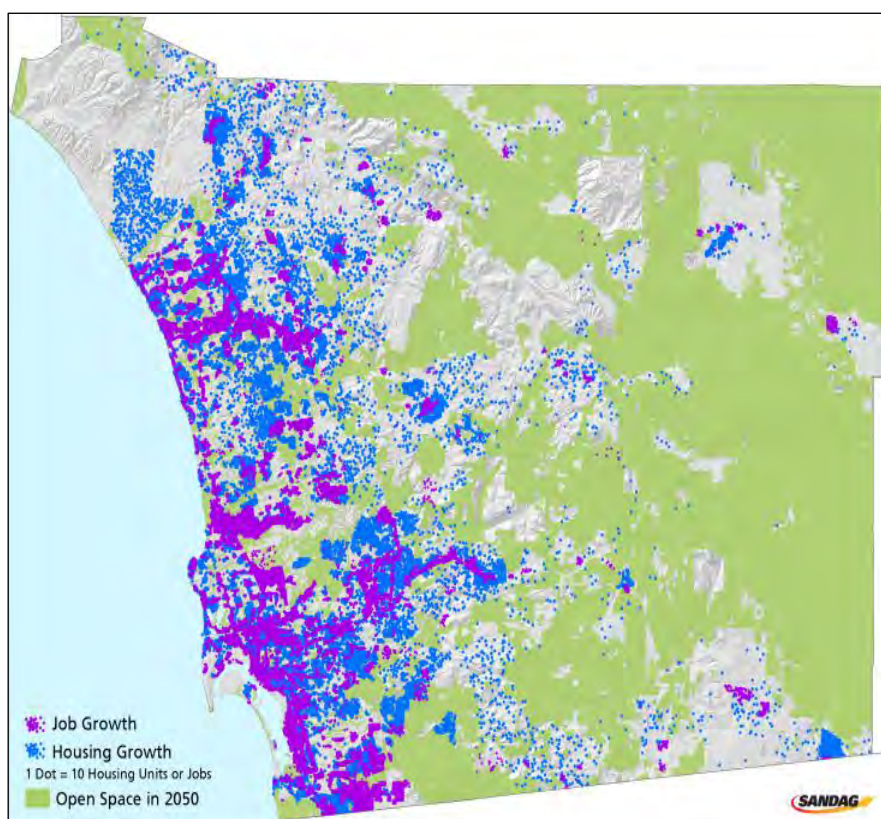 Job Growth
Housing Growth
1 Dot = 10 Housing Units or Jobs
Open Space in 2050
SANDAG